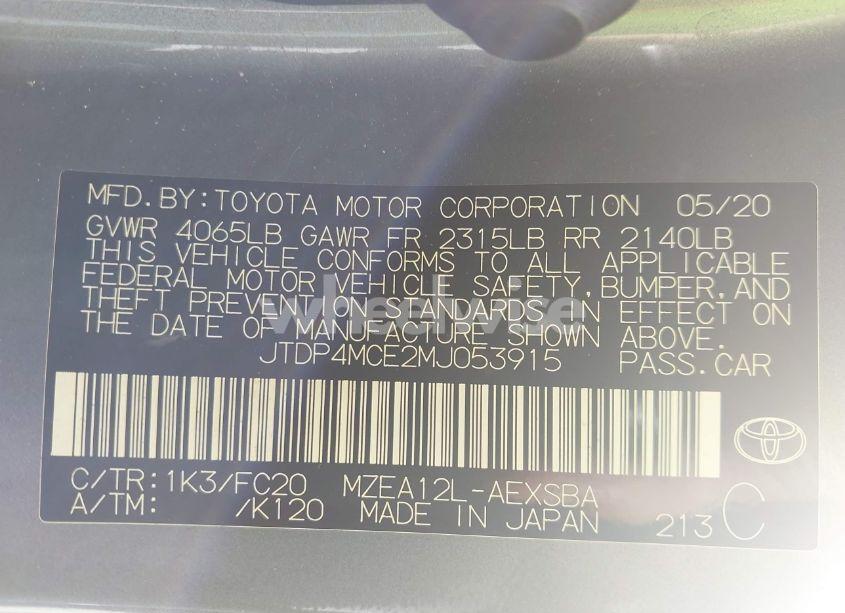 MFD.BY:TOYOTA MOTOR CORPORATION 05/20
GVWR 4065LB GAWR FR 2315LB RR 2140LB
THIS VEHICLE CONFORMS TO ALL APPLICABLE
FEDERAL MOTOR VEHICLE SAFETY,BUMPER,AND
THEFT PREVENTION STANDARDS IN EFFECT ON
THE DATE OF MANUFACTURE SHOWN ABOVE.
wheelwise
JTDP4MCE2MJ053915 PASS.CAR
C/TR:1K3/FC20 MZEA12L-AEXSBA
A/TM: /K120 MADE IN JAPAN 213 C